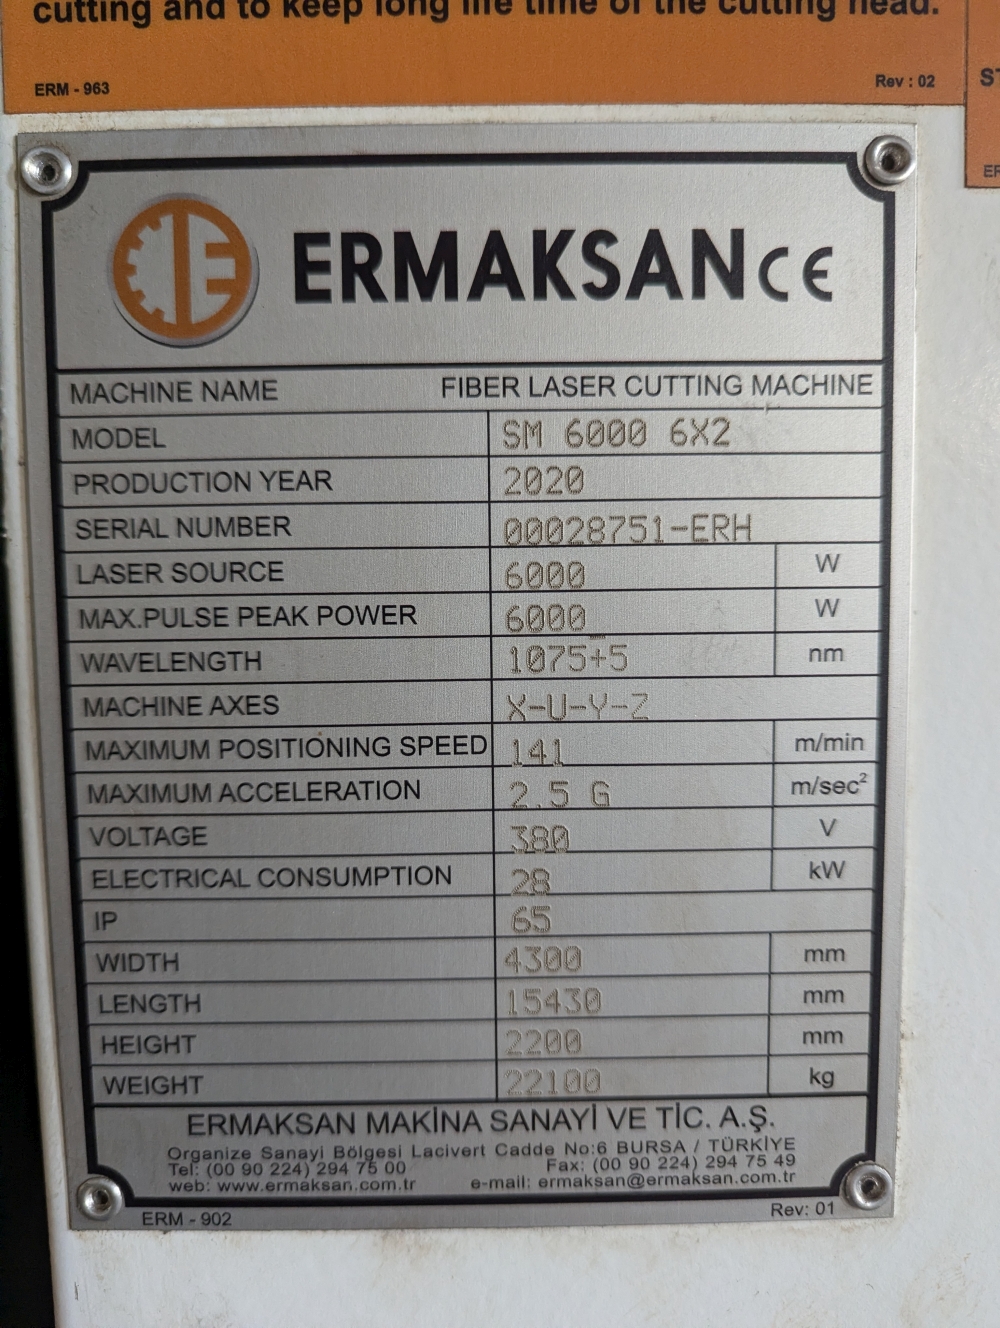 cutting and to keep long life time of the cutting head.
ERM - 963 Rev : 02
ST
ER
ERMAKSAN CE
MACHINE NAME FIBER LASER CUTTING MACHINE
MODEL SM 6000 6X2
PRODUCTION YEAR 2020
SERIAL NUMBER 00028751-ERH
LASER SOURCE 6000 W
MAX.PULSE PEAK POWER 6000 W
WAVELENGTH 1075+5 nm
MACHINE AXES X-U-Y-Z
MAXIMUM POSITIONING SPEED 141 m/min
MAXIMUM ACCELERATION 2.5 G m/sec²
VOLTAGE 380 V
ELECTRICAL CONSUMPTION 28 kW
IP 65
WIDTH 4300 mm
LENGTH 15430 mm
HEIGHT 2200 mm
WEIGHT 22100 kg
ERMAKSAN MAKİNA SANAYİ VE TİC. A.Ş.
Organize Sanayi Bölgesi Lacivert Cadde No:6 BURSA / TÜRKİYE
Tel: (00 90 224) 294 75 00 Fax: (00 90 224) 294 75 49
web: www.ermaksan.com.tr e-mail: ermaksan@ermaksan.com.tr
ERM - 902 Rev: 01